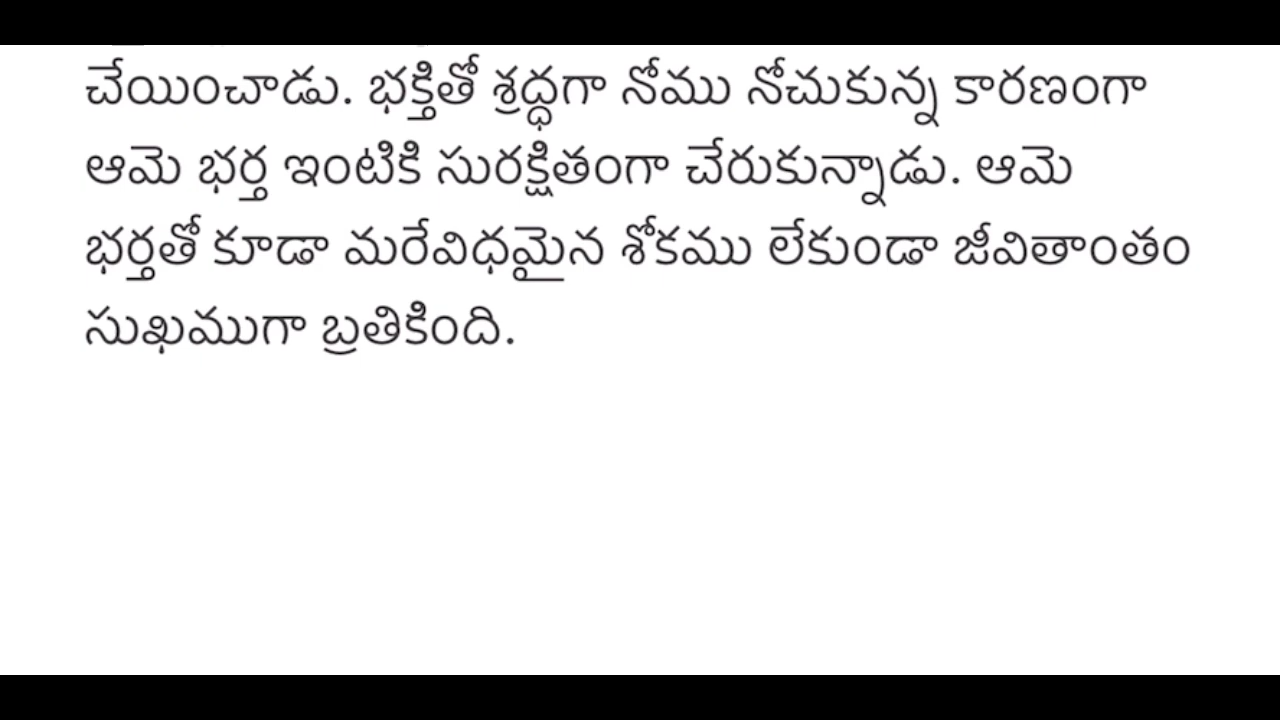 చేయించాడు. భక్తితో శ్రద్ధగా నోము నోచుకున్న కారణంగా
ఆమె భర్త ఇంటికి సురక్షితంగా చేరుకున్నాడు. ఆమె
భర్తతో కూడా మరేవిధమైన శోకము లేకుండా జీవితాంతం
సుఖముగా బ్రతికింది.